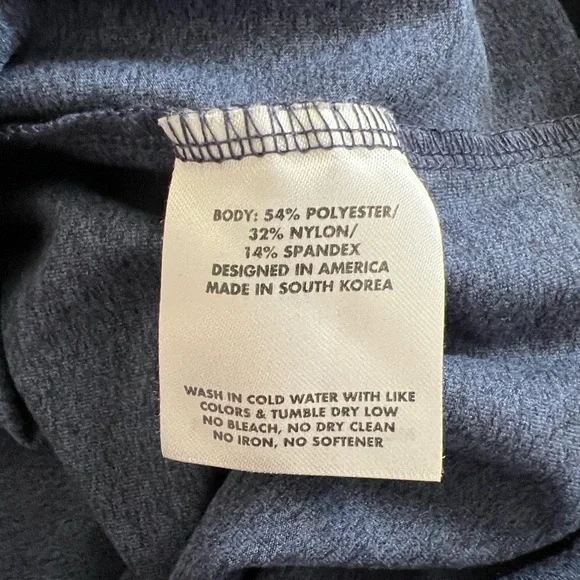 BODY: 54% POLYESTER/
32% NYLON/
14% SPANDEX
DESIGNED IN AMERICA
MADE IN SOUTH KOREA
WASH IN COLD WATER WITH LIKE
COLORS & TUMBLE DRY LOW
NO BLEACH, NO DRY CLEAN
NO IRON, NO SOFTENER